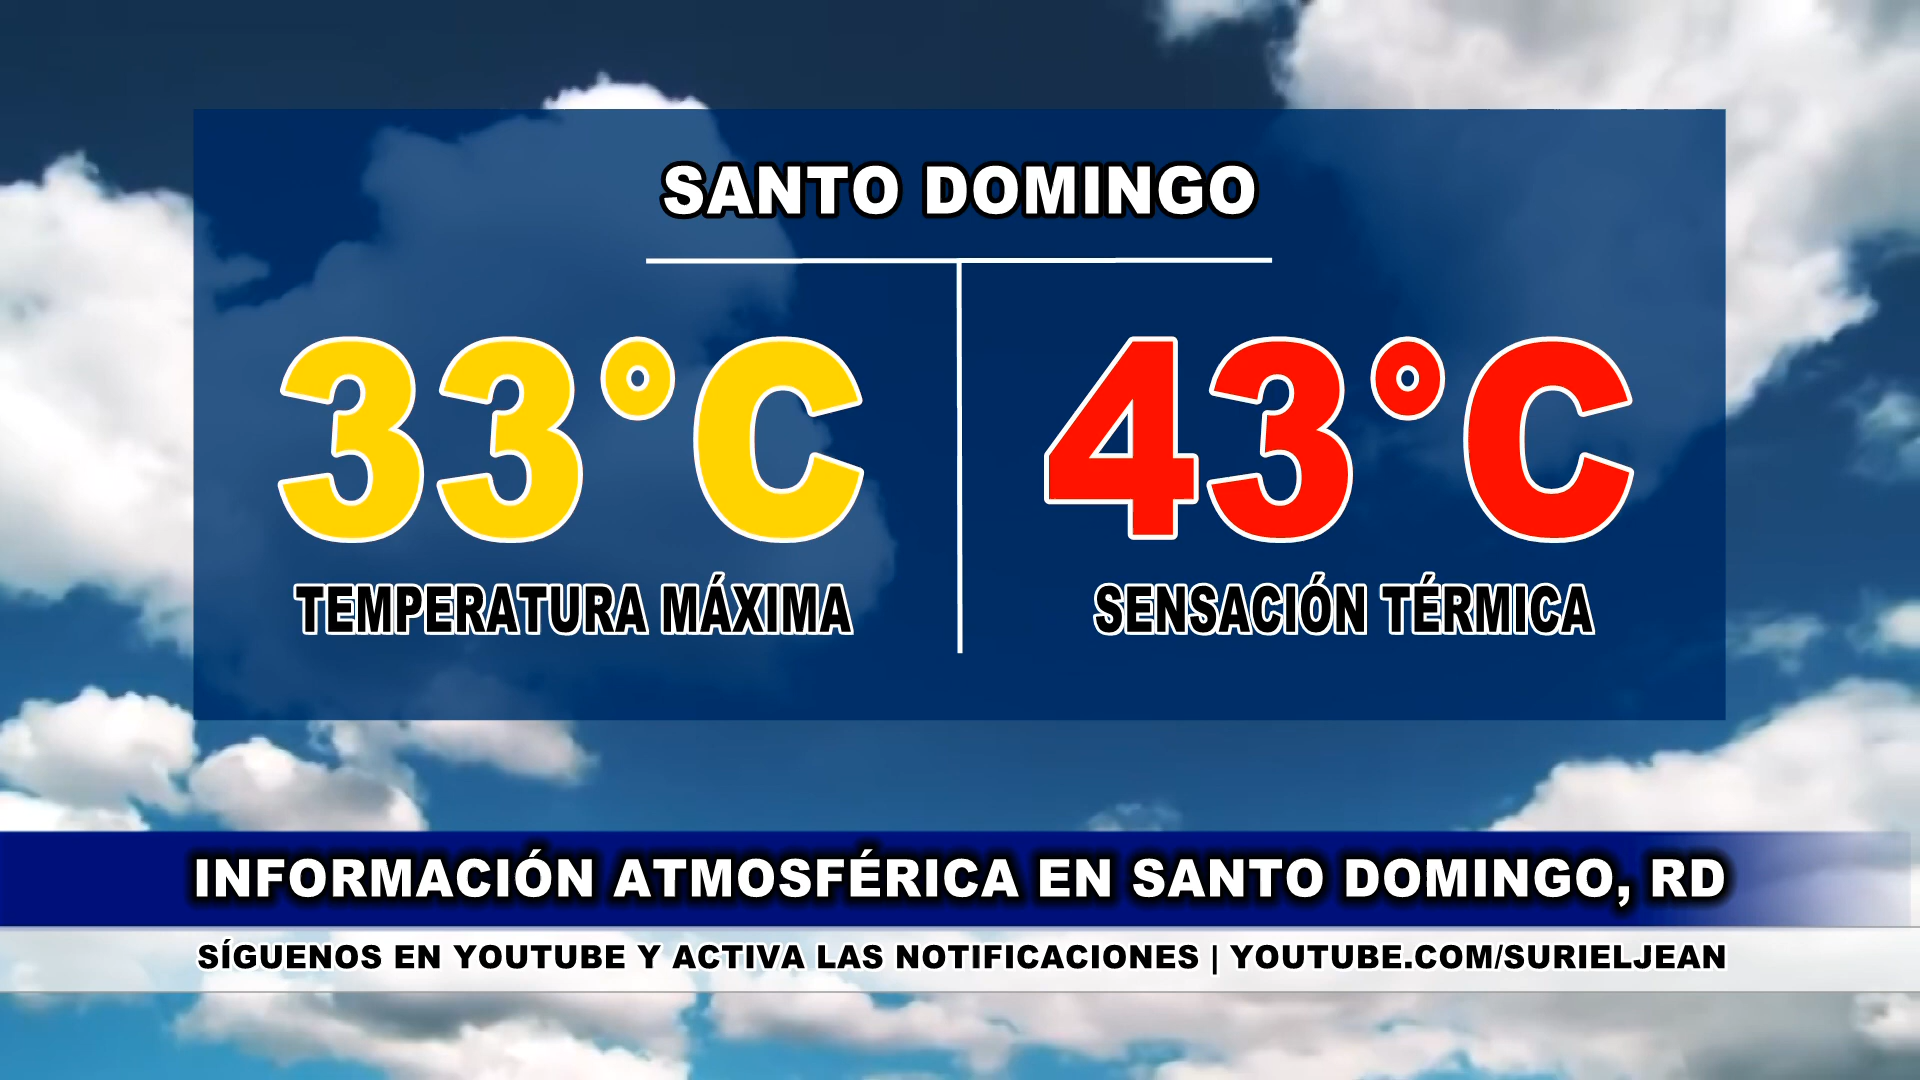 SANTO DOMINGO
33°C
43°C
TEMPERATURA MÁXIMA
SENSACIÓN TÉRMICA
INFORMACIÓN ATMOSFÉRICA EN SANTO DOMINGO, RD
SÍGUENOS EN YOUTUBE Y ACTIVA LAS NOTIFICACIONES | YOUTUBE.COM/SURIELJEAN